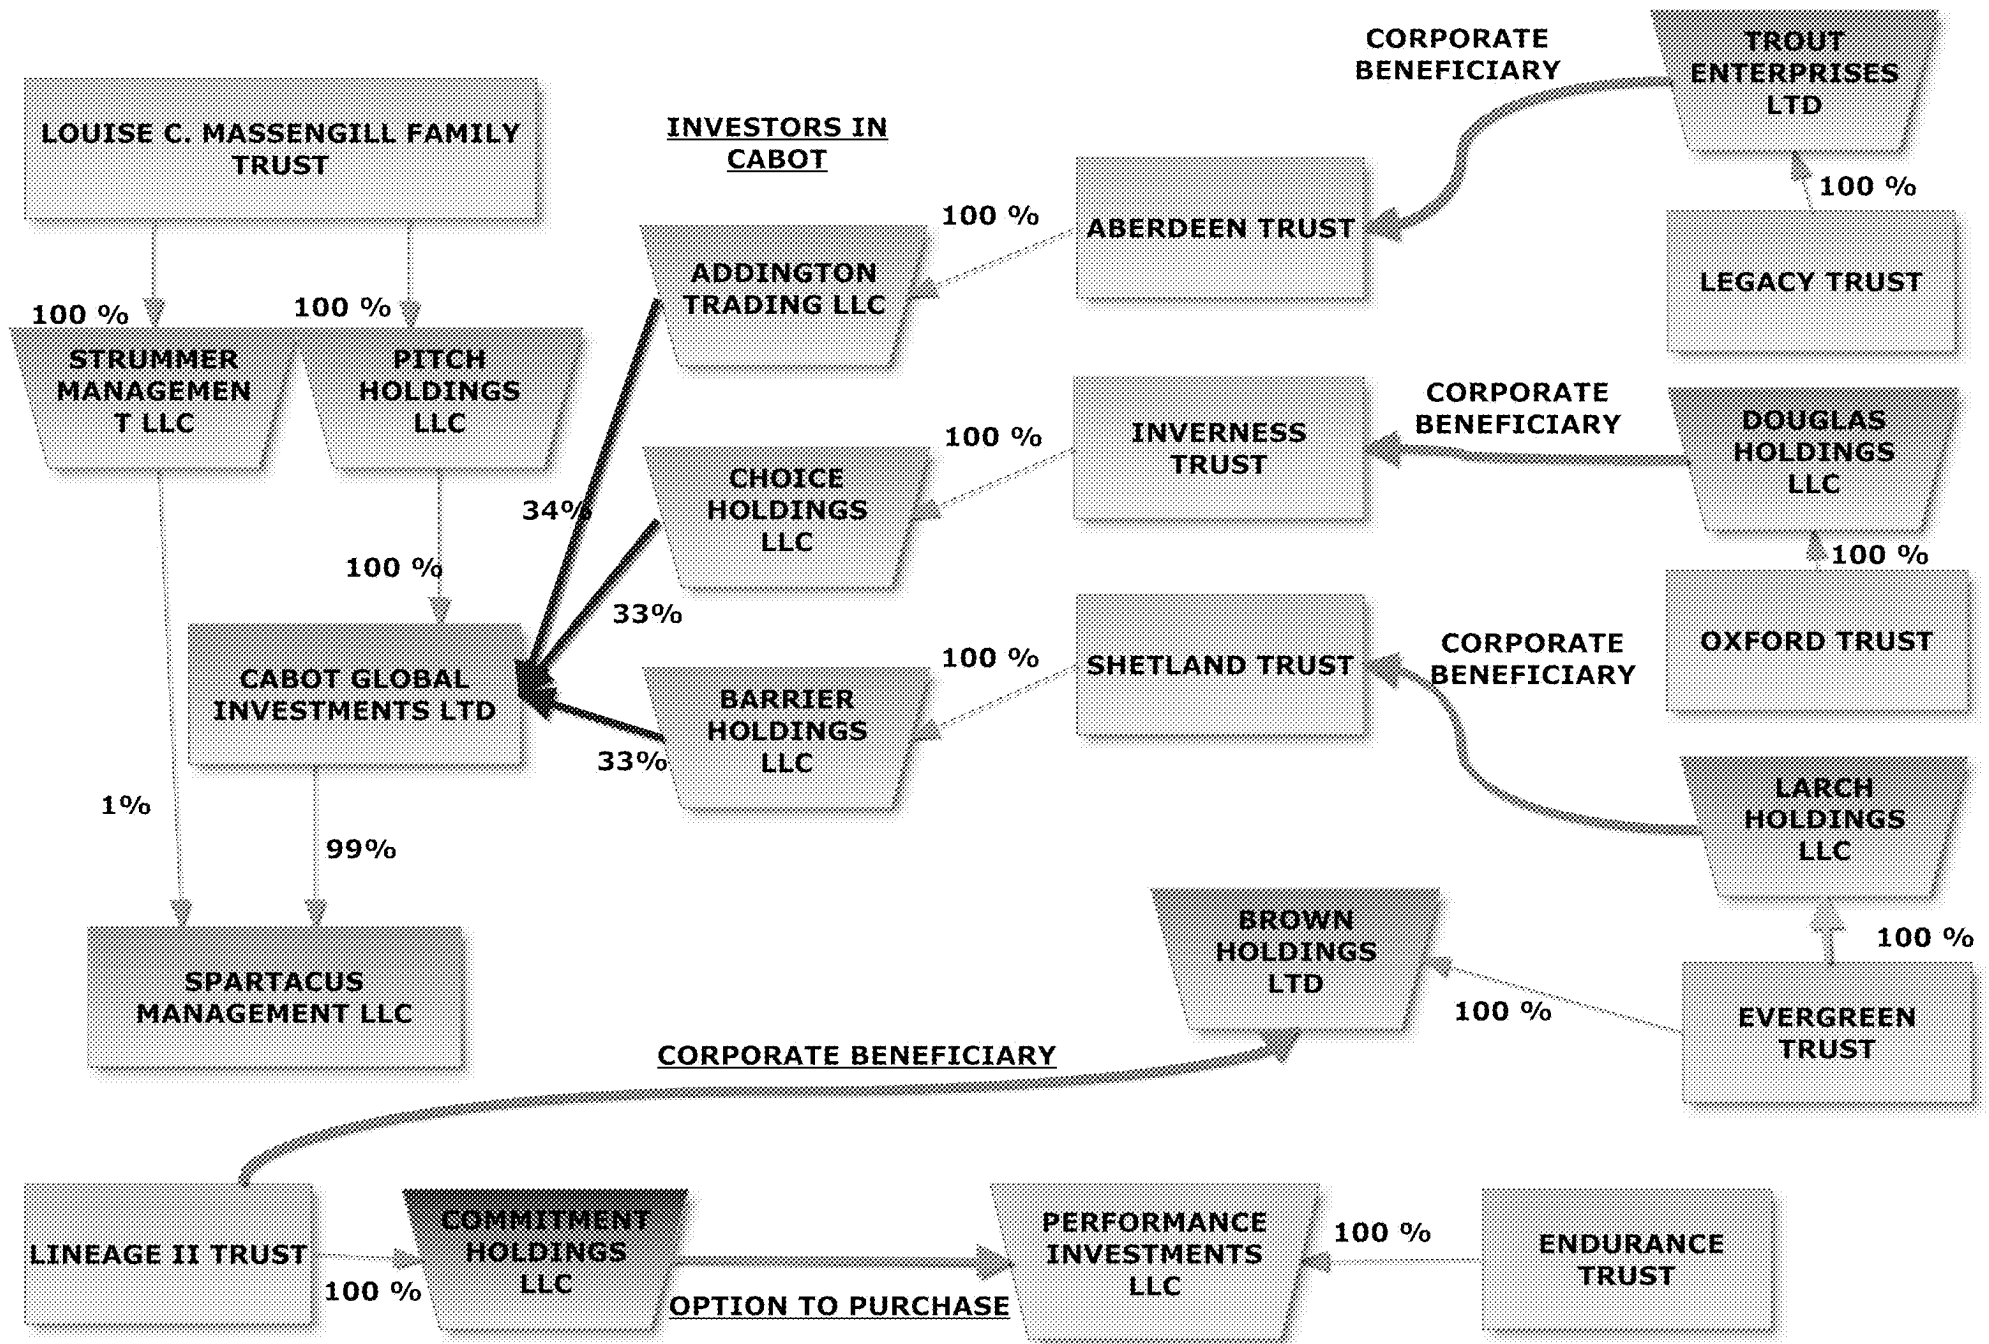 LOUISE C. MASSENGILL FAMILY
TRUST
100 %
100 %
STRUMMER
MANAGEMEN
T LLC
PITCH
HOLDINGS
LLC
100 %
CABOT GLOBAL
INVESTMENTS LTD
1%
99%
SPARTACUS
MANAGEMENT LLC
INVESTORS IN
CABOT
ADDINGTON
TRADING LLC
34%
CHOICE
HOLDINGS
LLC
33%
BARRIER
HOLDINGS
LLC
33%
100 %
ABERDEEN TRUST
100 %
INVERNESS
TRUST
100 %
SHETLAND TRUST
CORPORATE
BENEFICIARY
TROUT
ENTERPRISES
LTD
100 %
LEGACY TRUST
CORPORATE
BENEFICIARY
DOUGLAS
HOLDINGS
LLC
100 %
OXFORD TRUST
CORPORATE
BENEFICIARY
LARCH
HOLDINGS
LLC
100 %
EVERGREEN
TRUST
BROWN
HOLDINGS
LTD
100 %
CORPORATE BENEFICIARY
LINEAGE II TRUST
100 %
COMMITMENT
HOLDINGS
LLC
OPTION TO PURCHASE
PERFORMANCE
INVESTMENTS
LLC
100 %
ENDURANCE
TRUST